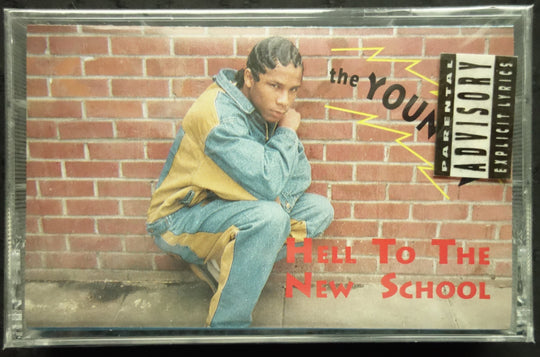 the YOUN
PARENTAL
ADVISORY
EXPLICIT LYRICS
HELL TO THE
NEW SCHOOL